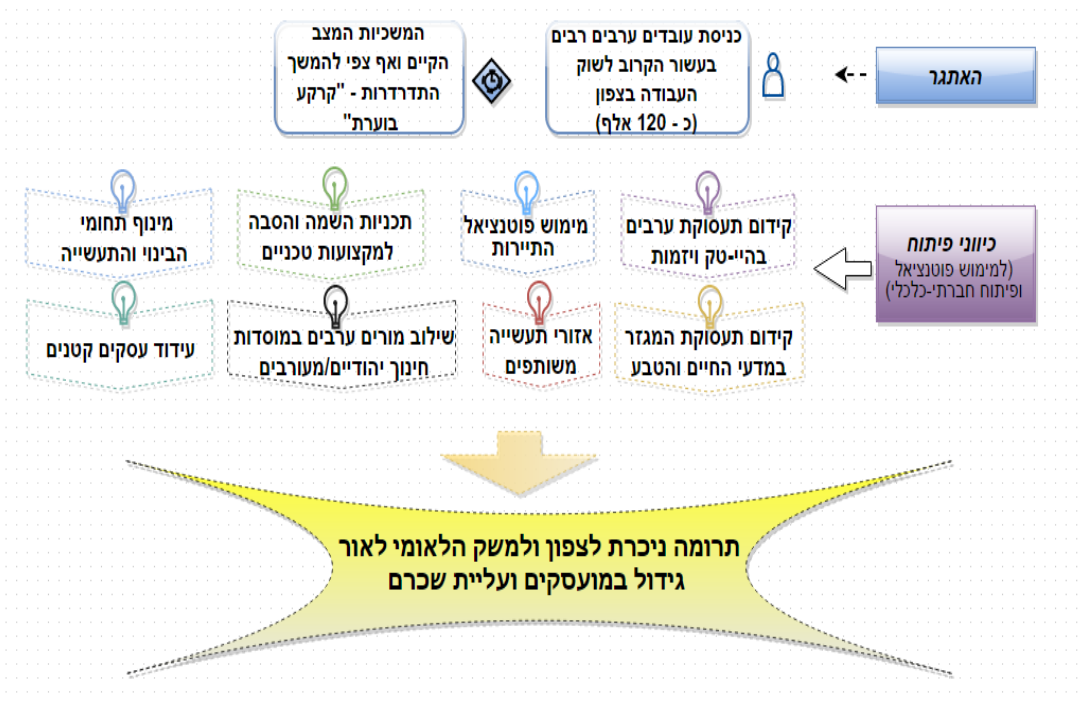 האתגר
כניסת עובדים ערבים רבים
בעשור הקרוב לשוק
העבודה בצפון
(כ - 120 אלף)
המשכיות המצב
הקיים ואף צפי להמשך
התדרדרות - "קרקע
בוערת"
כיווני פיתוח
(למימוש פוטנציאל
ופיתוח חברתי-כלכלי)
קידום תעסוקת ערבים
בהיי-טק ויזמות
מימוש פוטנציאל
התיירות
תכניות השמה והסבה
למקצועות טכניים
מינוף תחומי
הבינוי והתעשייה
קידום תעסוקת המגזר
במדעי החיים והטבע
אזורי תעשייה
משותפים
שילוב מורים ערבים במוסדות
חינוך יהודיים/מעורבים
עידוד עסקים קטנים
תרומה ניכרת לצפון ולמשק הלאומי לאור
גידול במועסקים ועליית שכרם